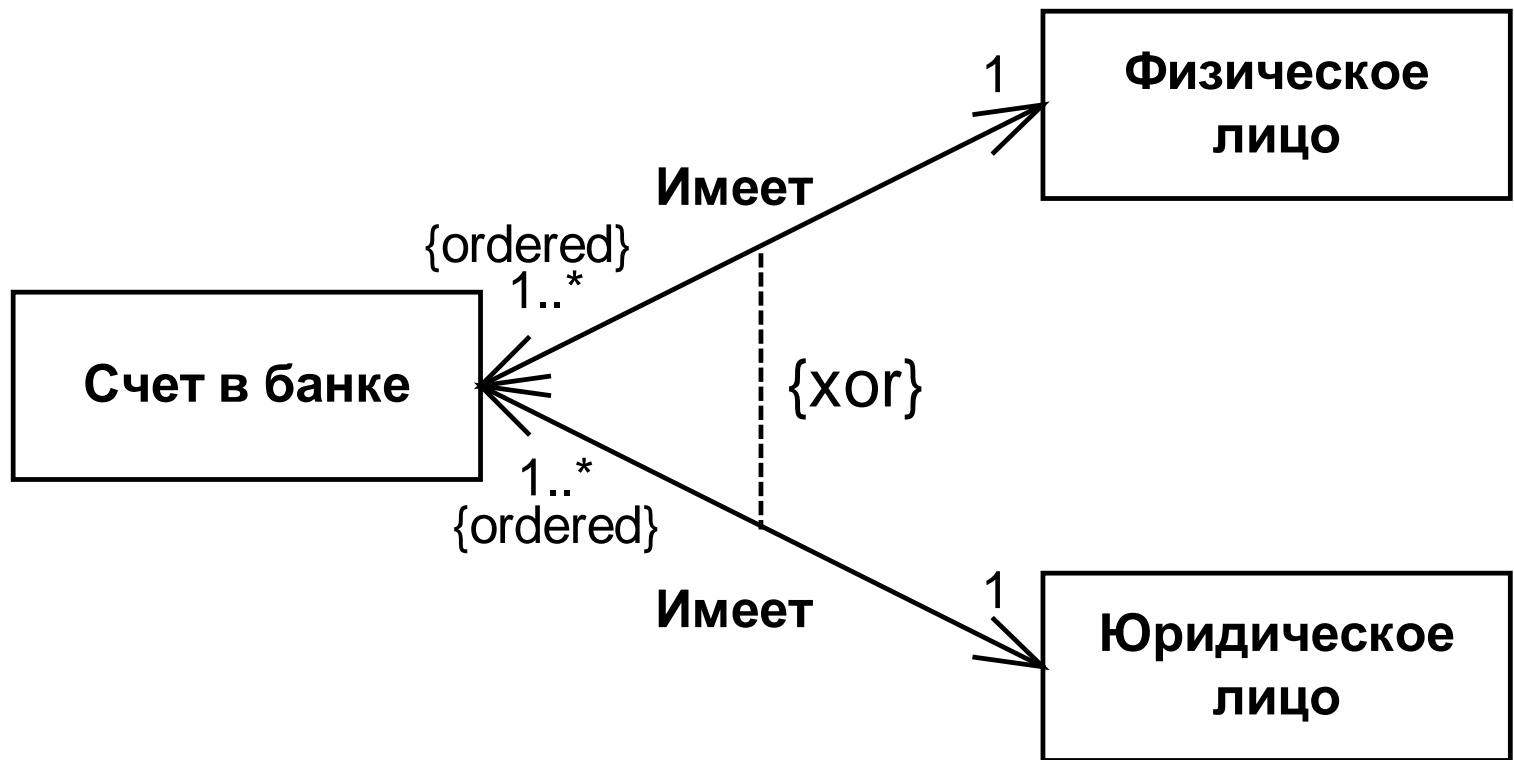 1
Физическое
лицо
Имеет
{ordered}
1..*
Счет в банке
{xor}
1..*
{ordered}
Имеет
1
Юридическое
лицо